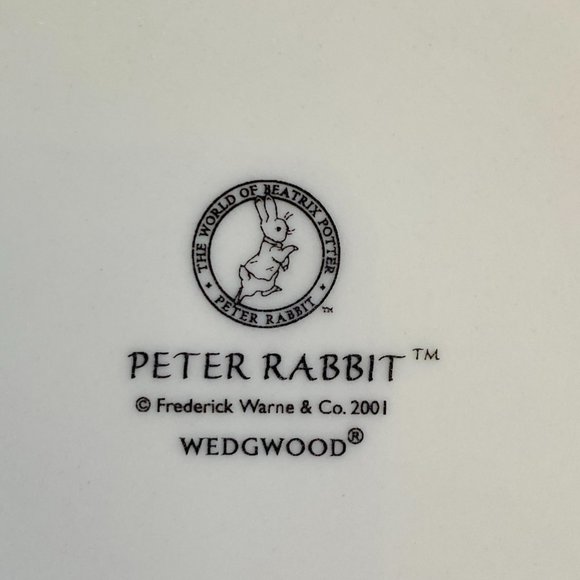 THE WORLD OF BEATRIX POTTER
• PETER RABBIT • ™
PETER RABBIT™
© Frederick Warne & Co. 2001
WEDGWOOD®